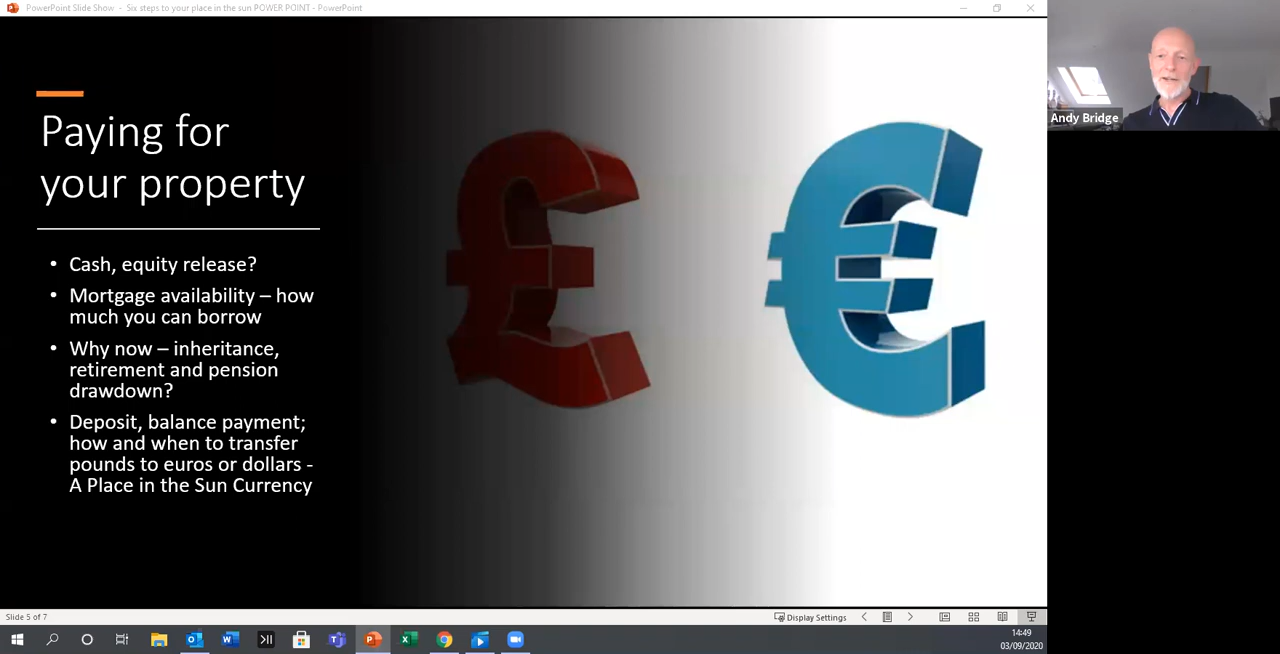 PowerPoint Slide Show - Six steps to your place in the sun POWER POINT - PowerPoint
Andy Bridge
Paying for
your property
• Cash, equity release?
• Mortgage availability – how
much you can borrow
• Why now – inheritance,
retirement and pension
drawdown?
• Deposit, balance payment;
how and when to transfer
pounds to euros or dollars -
A Place in the Sun Currency
£ €
Slide 5 of 7
Display Settings
14:49
03/09/2020